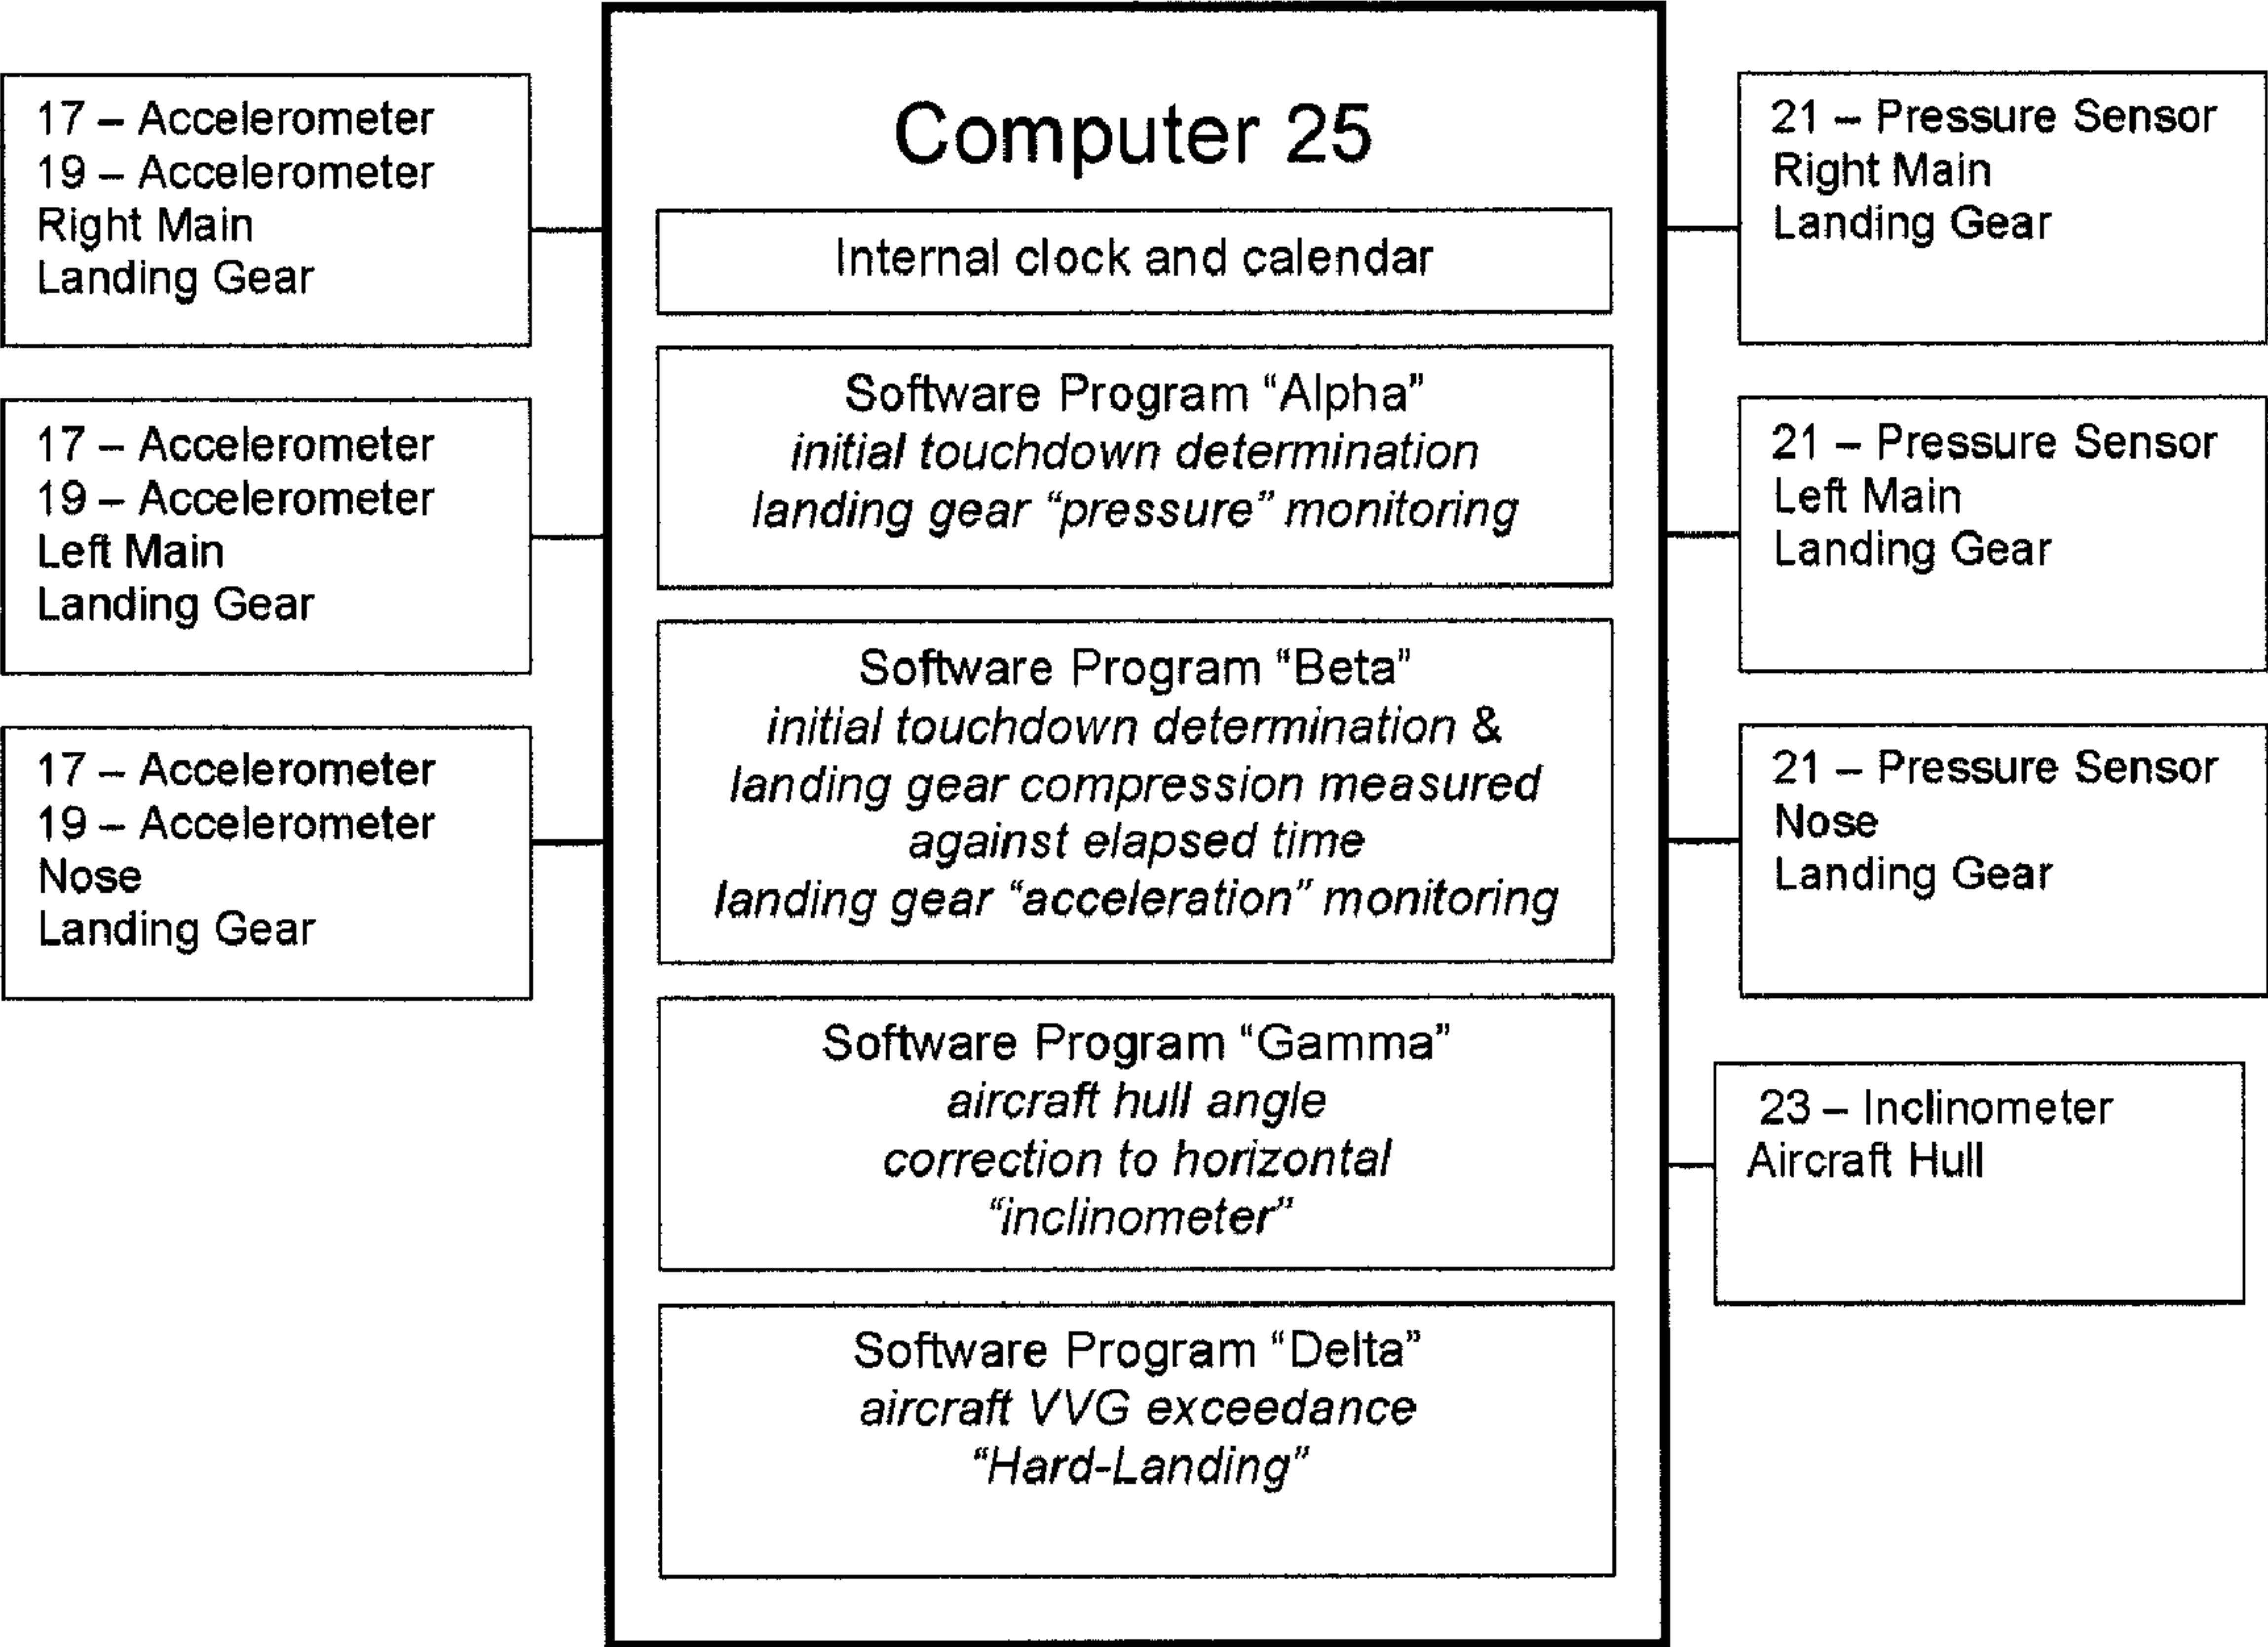 17 – Accelerometer
19 – Accelerometer
Right Main
Landing Gear
17 – Accelerometer
19 – Accelerometer
Left Main
Landing Gear
17 – Accelerometer
19 – Accelerometer
Nose
Landing Gear
Computer 25
Internal clock and calendar
Software Program “Alpha”
initial touchdown determination
landing gear “pressure” monitoring
Software Program “Beta”
initial touchdown determination &
landing gear compression measured
against elapsed time
landing gear “acceleration” monitoring
Software Program “Gamma”
aircraft hull angle
correction to horizontal
“inclinometer”
Software Program “Delta”
aircraft VVG exceedance
“Hard-Landing”
21 – Pressure Sensor
Right Main
Landing Gear
21 – Pressure Sensor
Left Main
Landing Gear
21 – Pressure Sensor
Nose
Landing Gear
23 – Inclinometer
Aircraft Hull